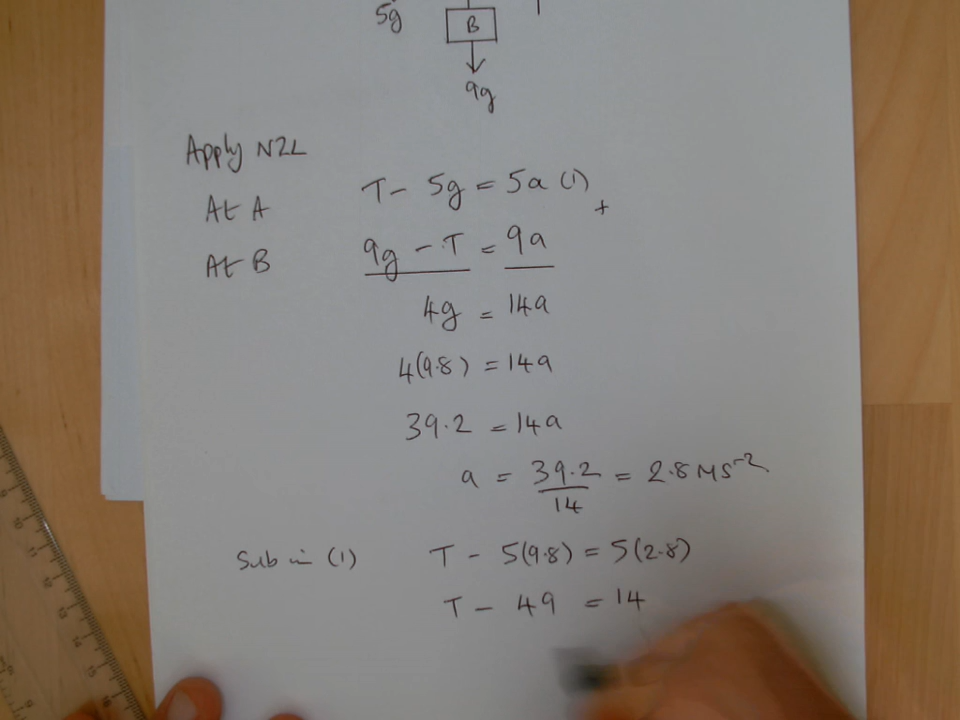 5g
B
9g
Apply N2L
At A T - 5g = 5a (1)
+
At B 9g - T = 9a
4g = 14a
4(9.8) = 14a
39.2 = 14a
a = 39.2/14 = 2.8 MS⁻²
Sub in (1) T - 5(9.8) = 5(2.8)
T - 49 = 14